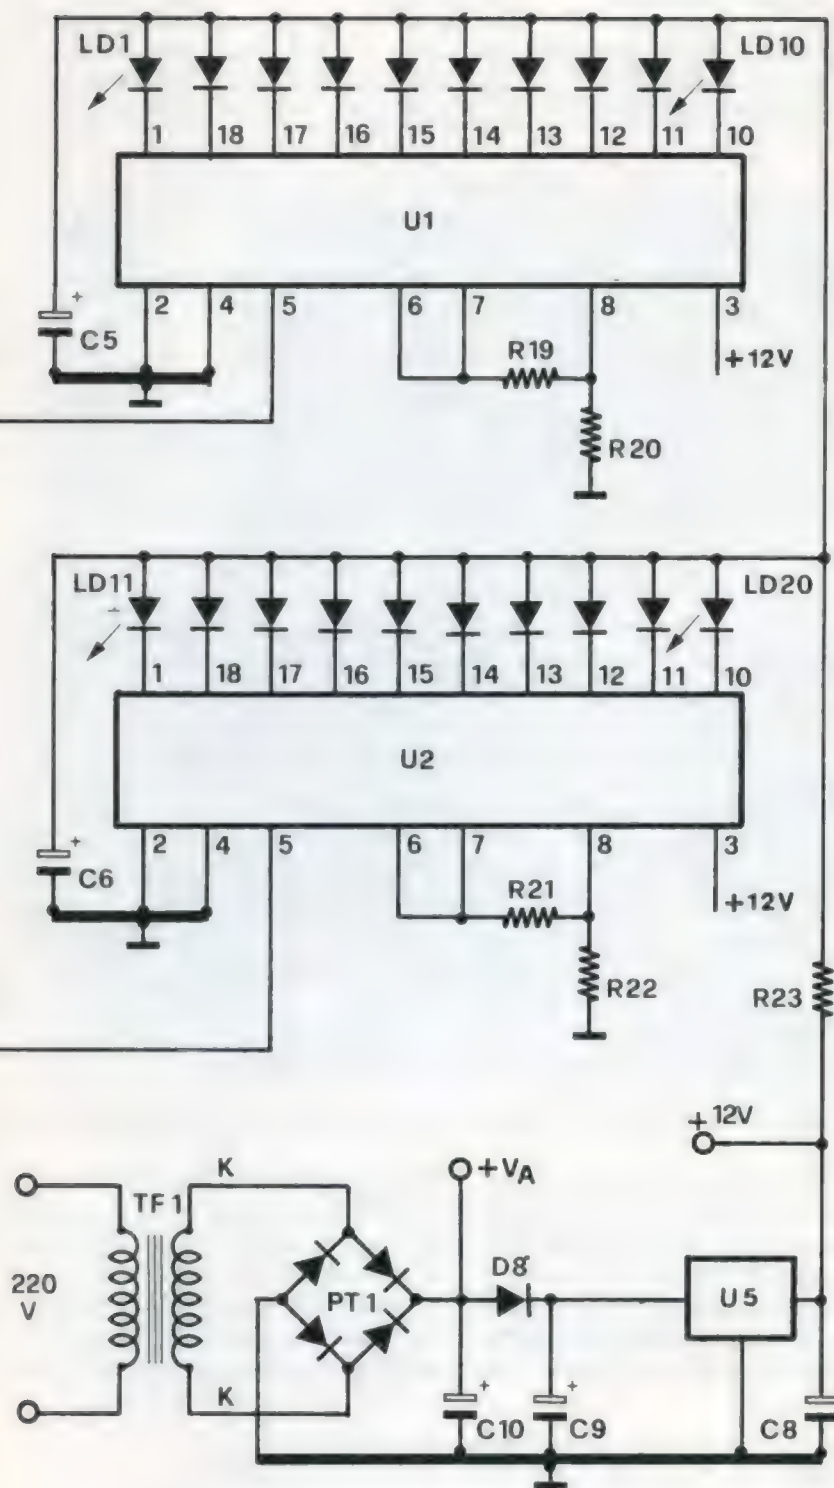 LD1 LD10
1 18 17 16 15 14 13 12 11 10
U1
2 4 5 6 7 8 3
+
C5
R19
+12V
R20
LD11 LD20
1 18 17 16 15 14 13 12 11 10
U2
2 4 5 6 7 8 3
+
C6
R21
+12V
R22
R23
+12V
K
+VA
TF1
D8
220
V
PT1
U5
K
+ +
C10 C9 C8